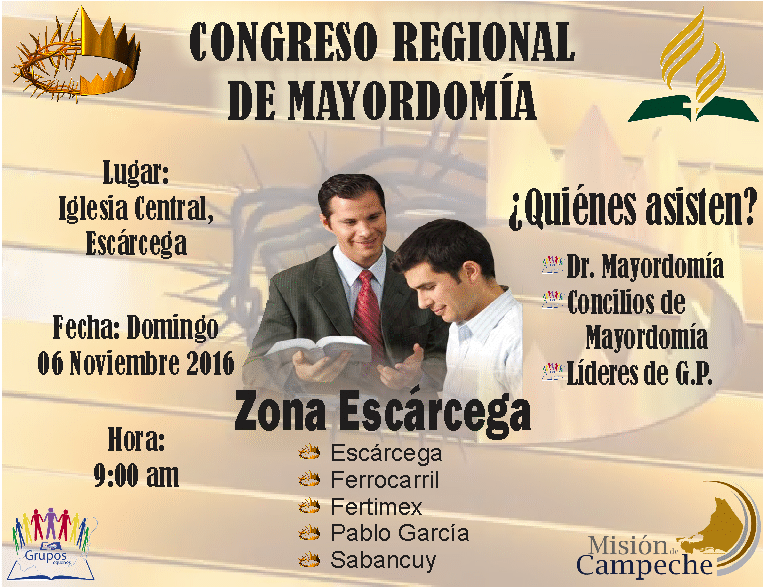 CONGRESO REGIONAL
DE MAYORDOMÍA
Lugar:
Iglesia Central,
Escárcega
Fecha: Domingo
06 Noviembre 2016
Hora:
9:00 am
¿Quiénes asisten?
Dr. Mayordomía
Concilios de
Mayordomía
Líderes de G.P.
Zona Escárcega
Escárcega
Ferrocarril
Fertimex
Pablo García
Sabancuy
Grupos
pequeños
Misión de
Campeche